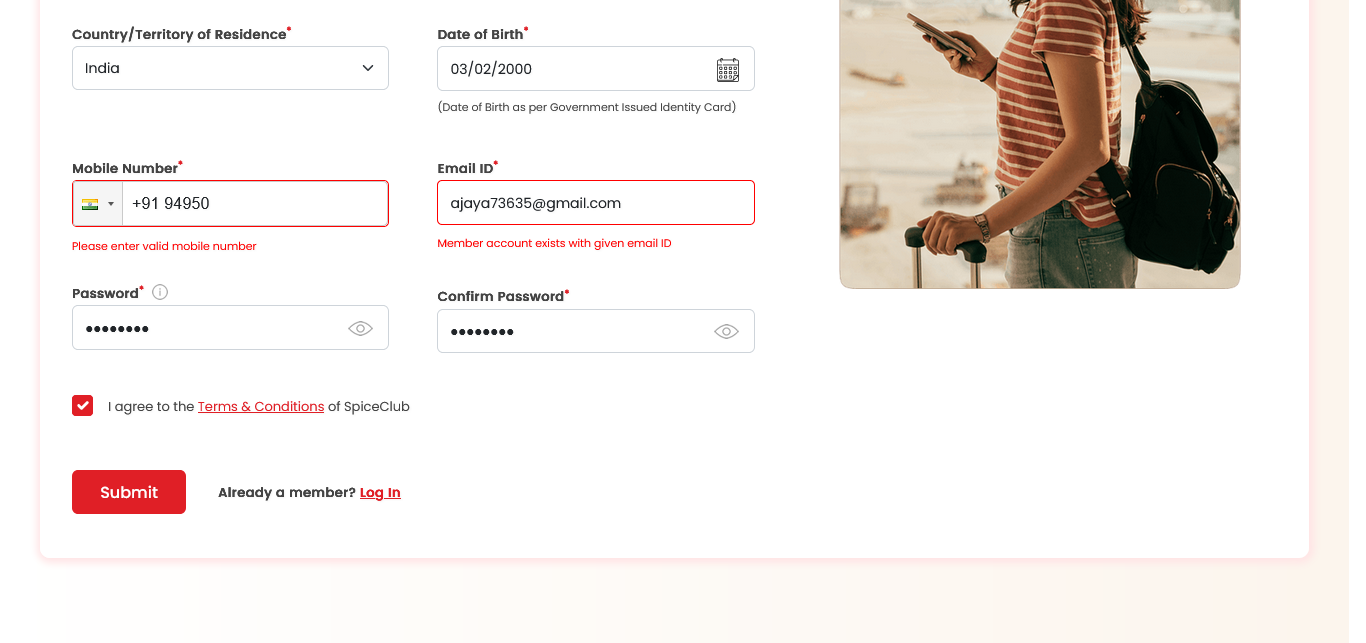 Country/Territory of Residence*
Date of Birth*
India
03/02/2000
(Date of Birth as per Government Issued Identity Card)
Mobile Number*
Email ID*
+91 94950
ajaya73635@gmail.com
Please enter valid mobile number
Member account exists with given email ID
Password*
Confirm Password*
••••••••
••••••••
I agree to the Terms & Conditions of SpiceClub
Submit
Already a member? Log In